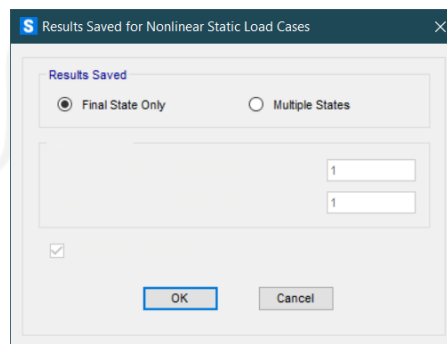 S Results Saved for Nonlinear Static Load Cases
Results Saved
Final State Only Multiple States
1
1
OK Cancel